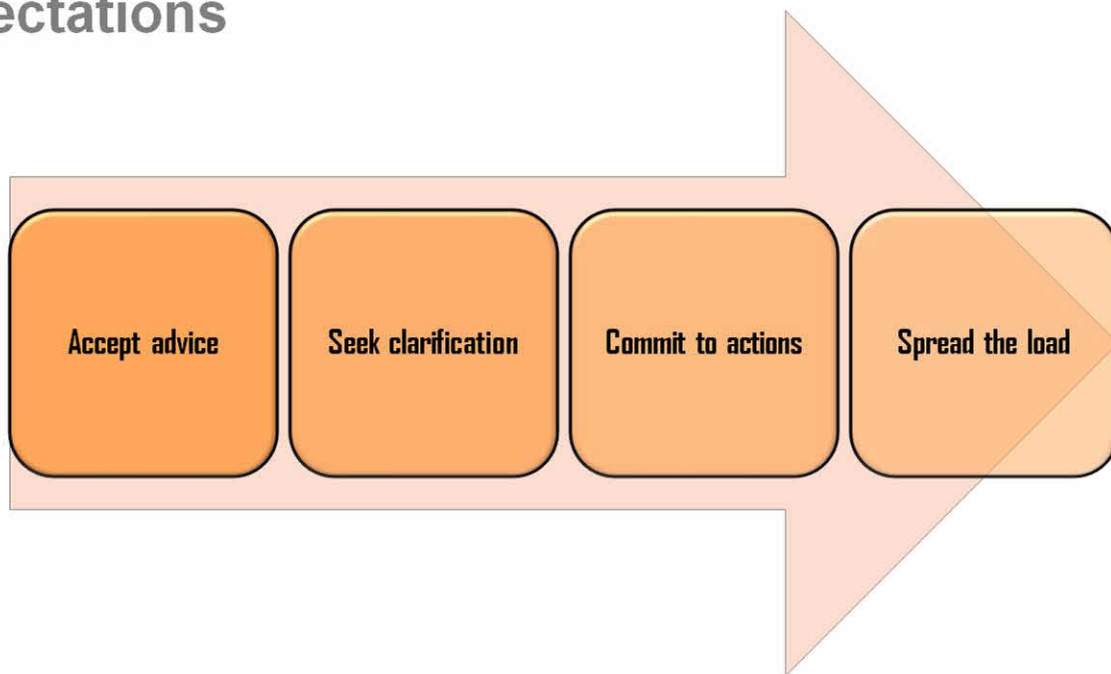 ectations
Accept advice
Seek clarification
Commit to actions
Spread the load